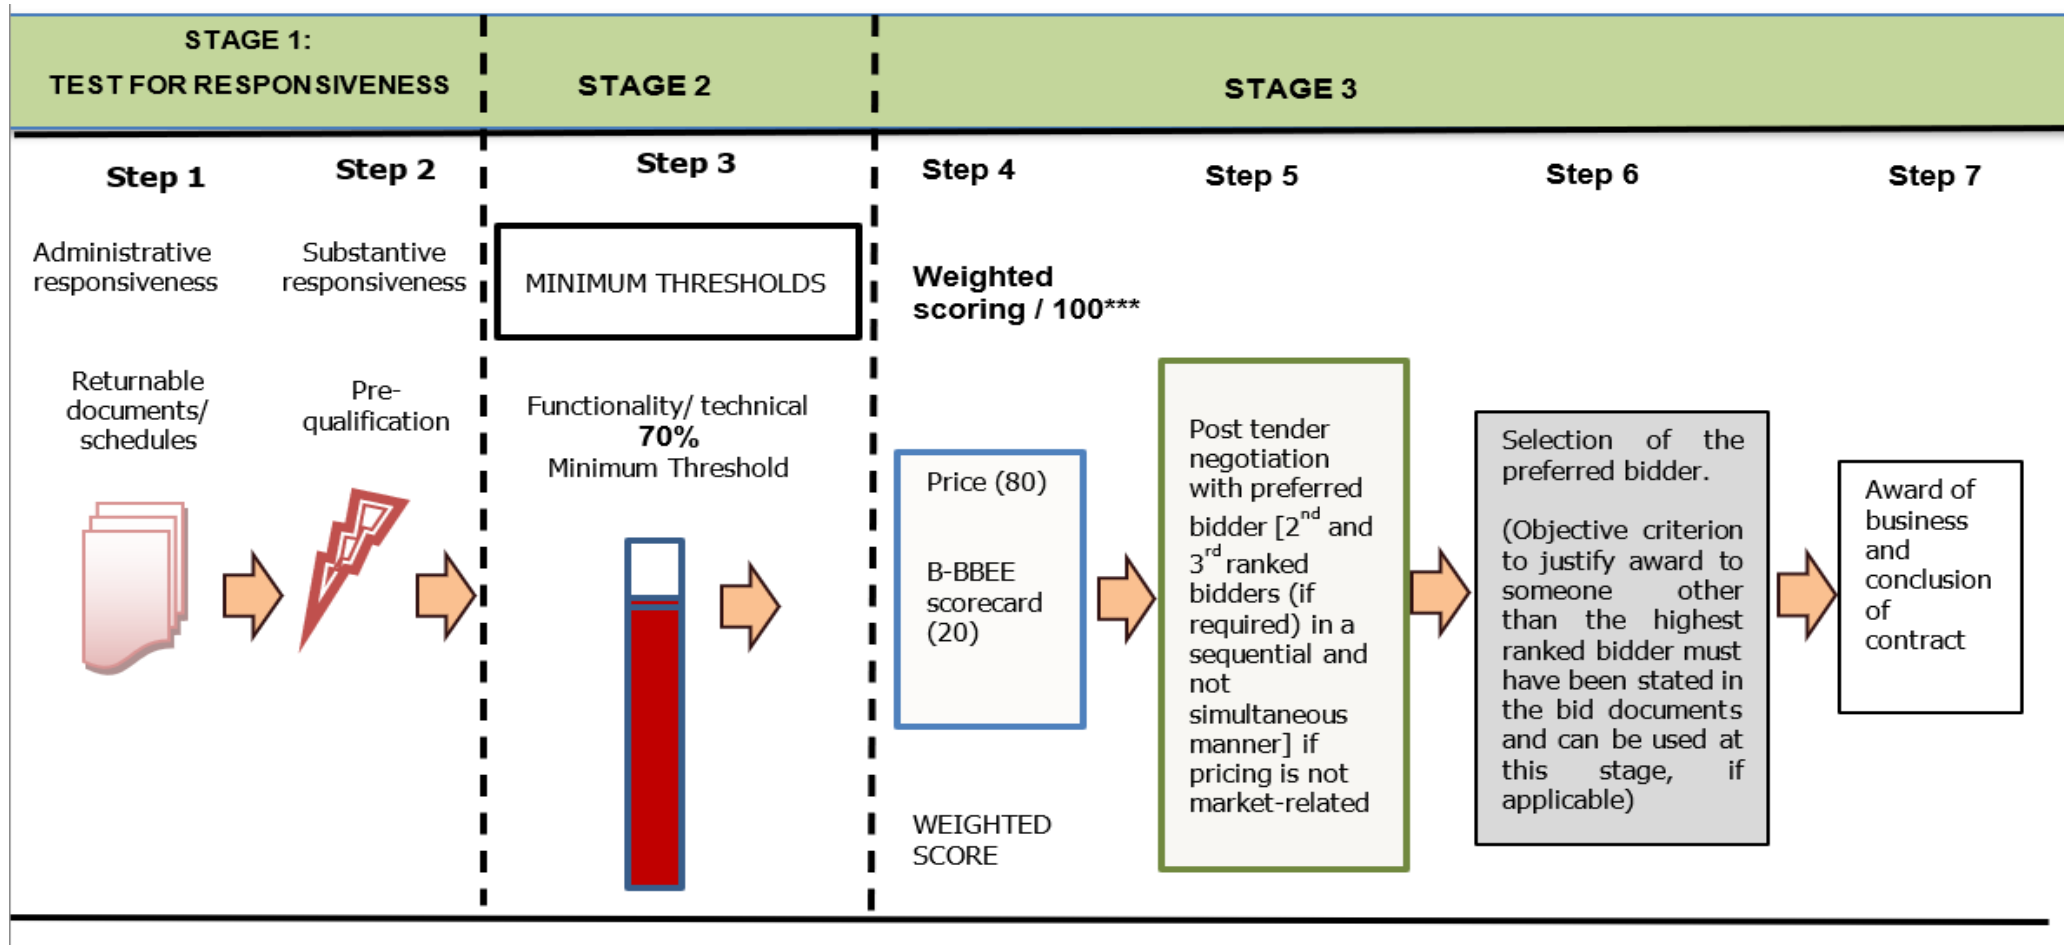 STAGE 1:
TEST FOR RESPONSIVENESS
STAGE 2
STAGE 3
Step 1
Step 2
Step 3
Step 4
Step 5
Step 6
Step 7
Administrative
responsiveness
Returnable
documents/
schedules
Substantive
responsiveness
Pre-
qualification
MINIMUM THRESHOLDS
Functionality/ technical
70%
Minimum Threshold
Weighted
scoring / 100***
Price (80)
B-BBEE
scorecard
(20)
WEIGHTED
SCORE
Post tender
negotiation
with preferred
bidder [2nd and
3rd ranked
bidders (if
required) in a
sequential and
not
simultaneous
manner] if
pricing is not
market-related
Selection of the
preferred bidder.
(Objective criterion
to justify award to
someone other
than the highest
ranked bidder must
have been stated in
the bid documents
and can be used at
this stage, if
applicable)
Award of
business
and
conclusion
of
contract